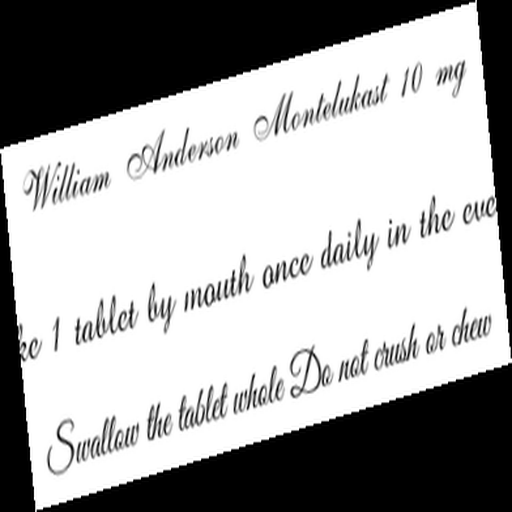 William Anderson Montelukast 10 mg
1 tablet by mouth once daily in the
Swallow the tablet whole Do not crush or chew